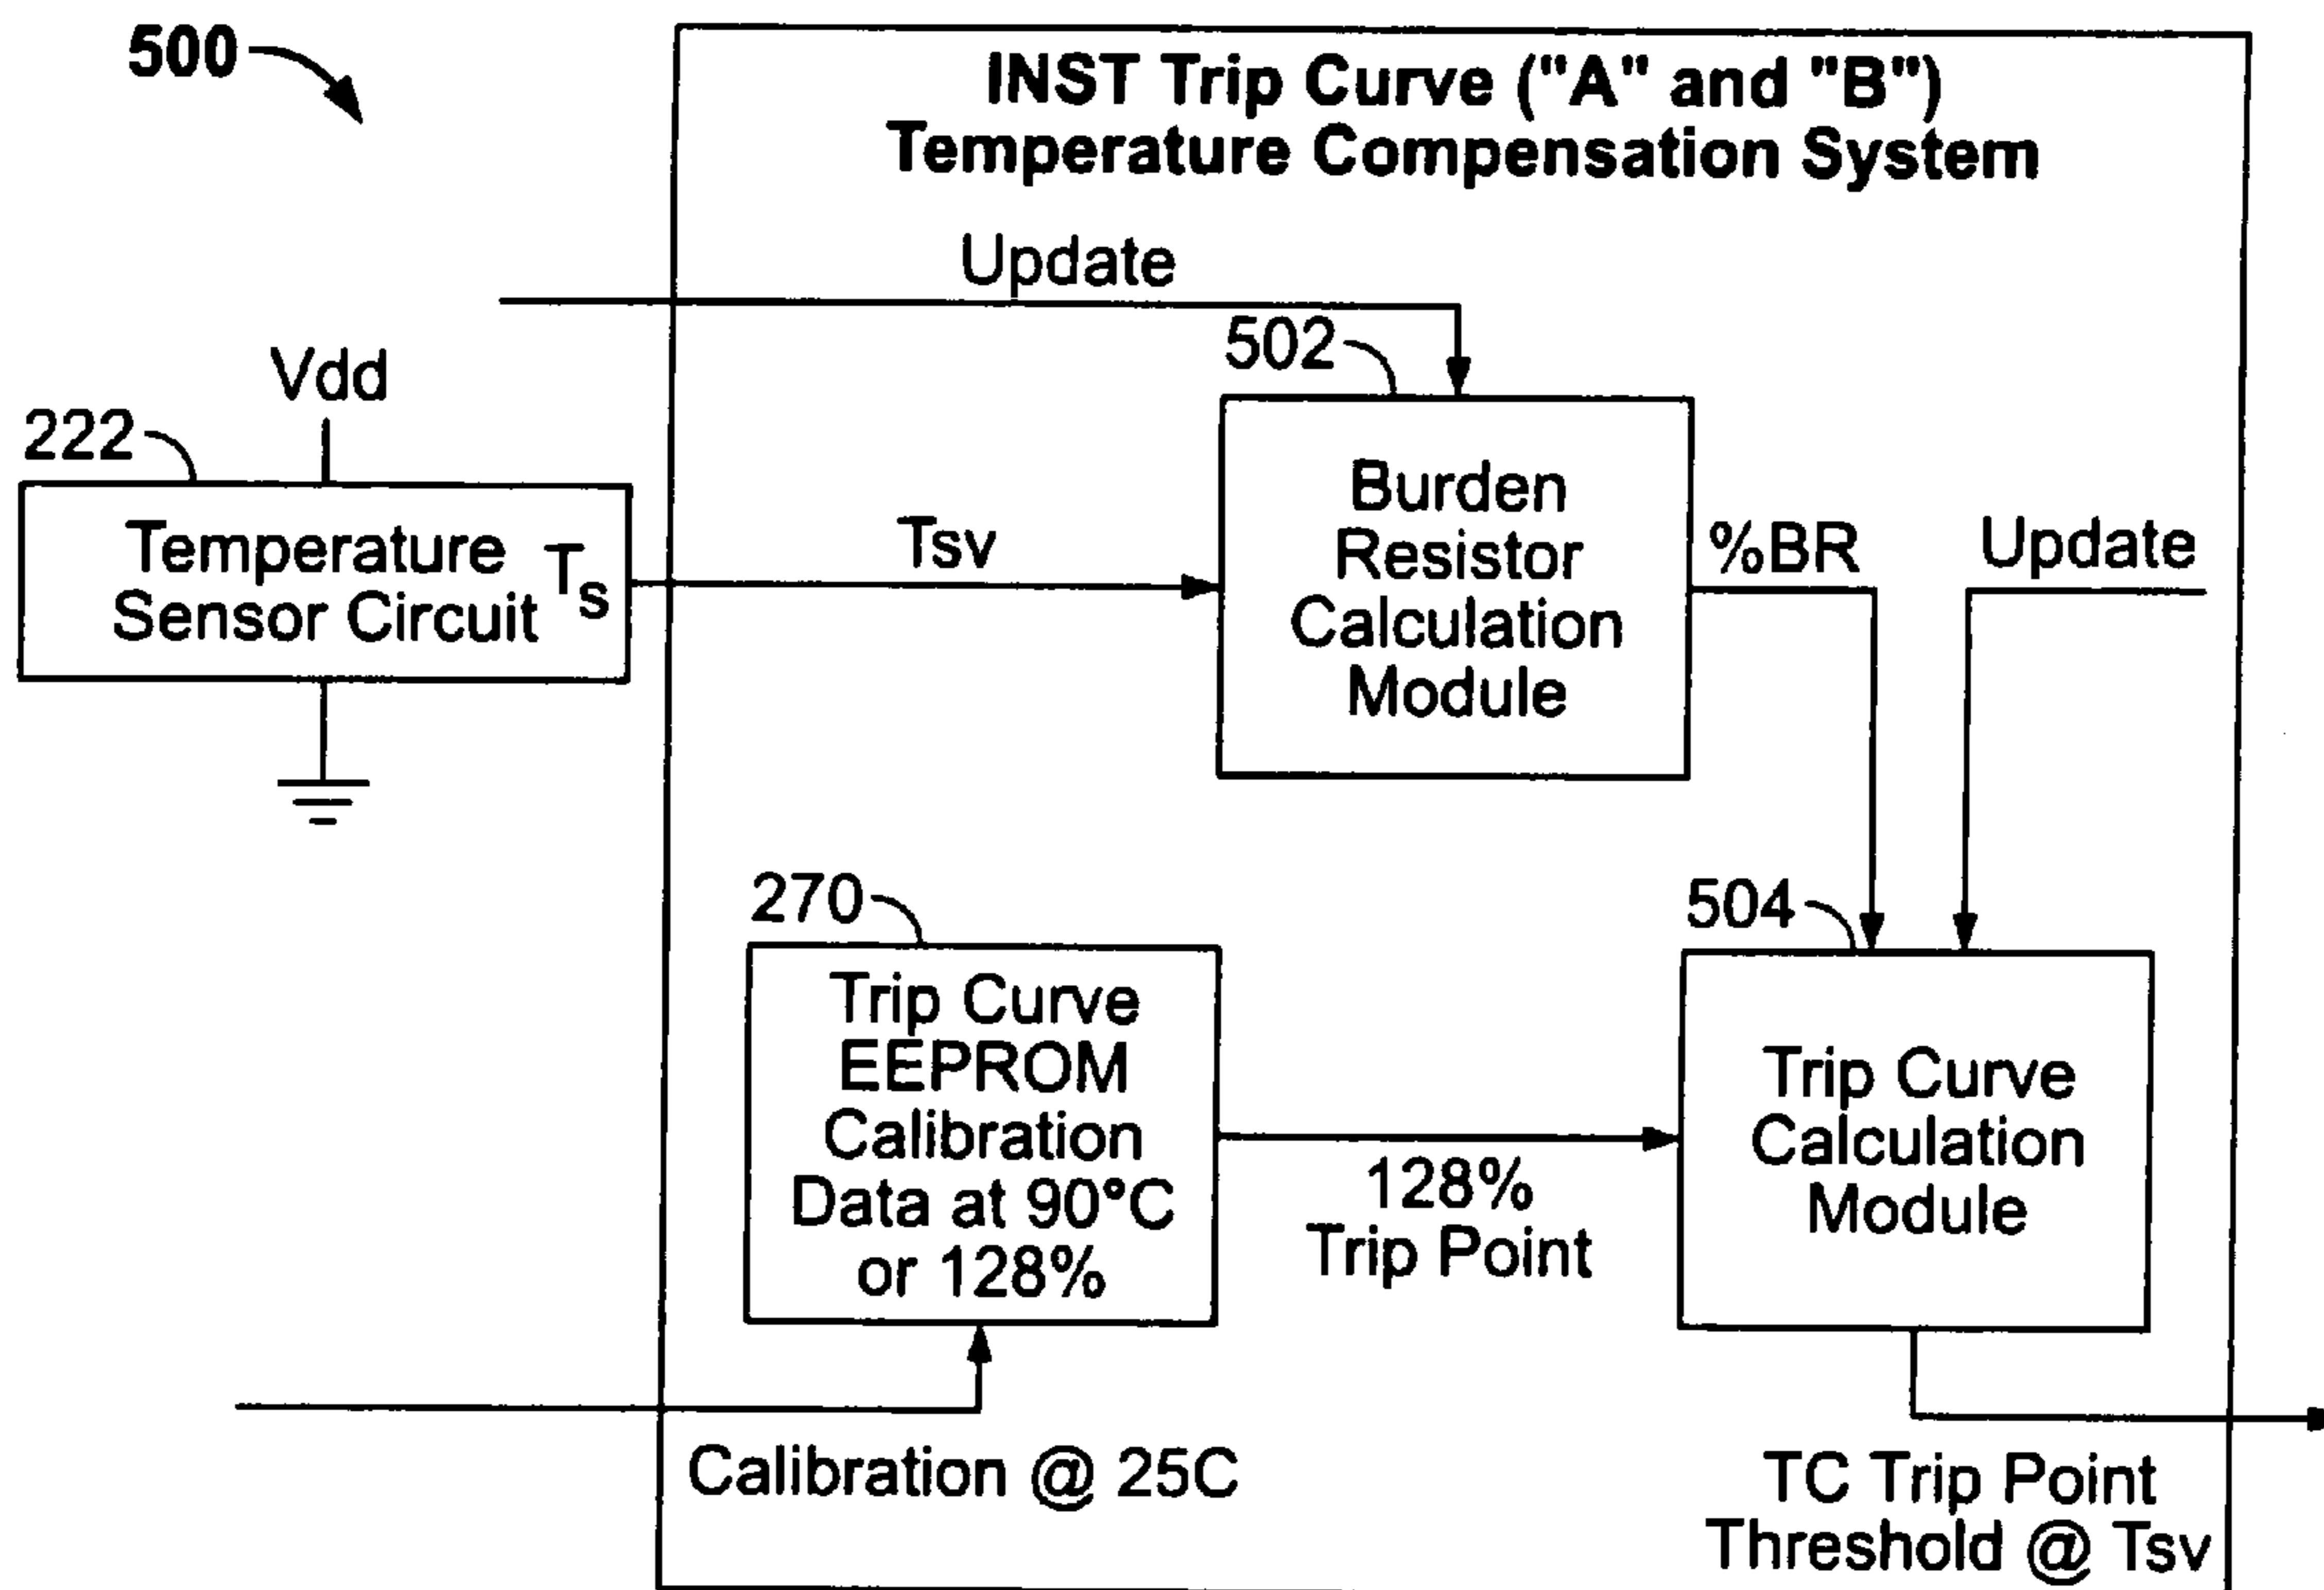 500
INST Trip Curve ("A" and "B")
Temperature Compensation System
Update
502
Vdd
222
Temperature
Sensor Circuit
Ts
Tsv
Burden
Resistor
Calculation
Module
%BR
Update
270
504
Trip Curve
EEPROM
Calibration
Data at 90°C
or 128%
128%
Trip Point
Trip Curve
Calculation
Module
Calibration @ 25C
TC Trip Point
Threshold @ Tsv